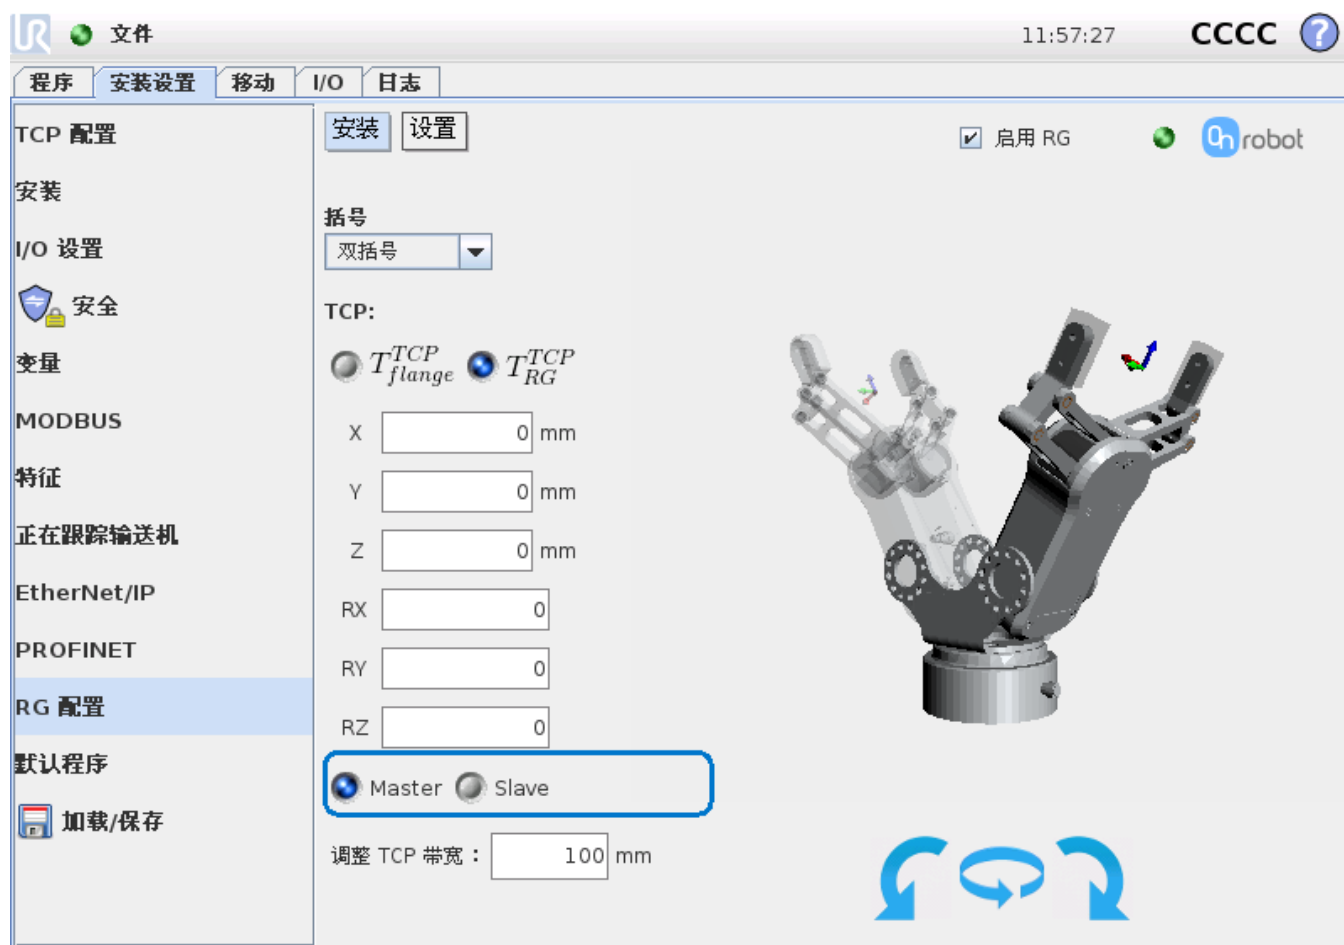 UR 文件 11:57:27 CCCC ?
程序 安装设置 移动 I/O 日志
TCP 配置
安装
I/O 设置
安全
变量
MODBUS
特征
正在跟踪输送机
EtherNet/IP
PROFINET
RG 配置
默认程序
加载/保存
安装 设置 启用 RG On robot
括号
双括号
TCP:
T^{TCP}_{flange} T^{TCP}_{RG}
X 0 mm
Y 0 mm
Z 0 mm
RX 0
RY 0
RZ 0
Master Slave
调整 TCP 带宽： 100 mm